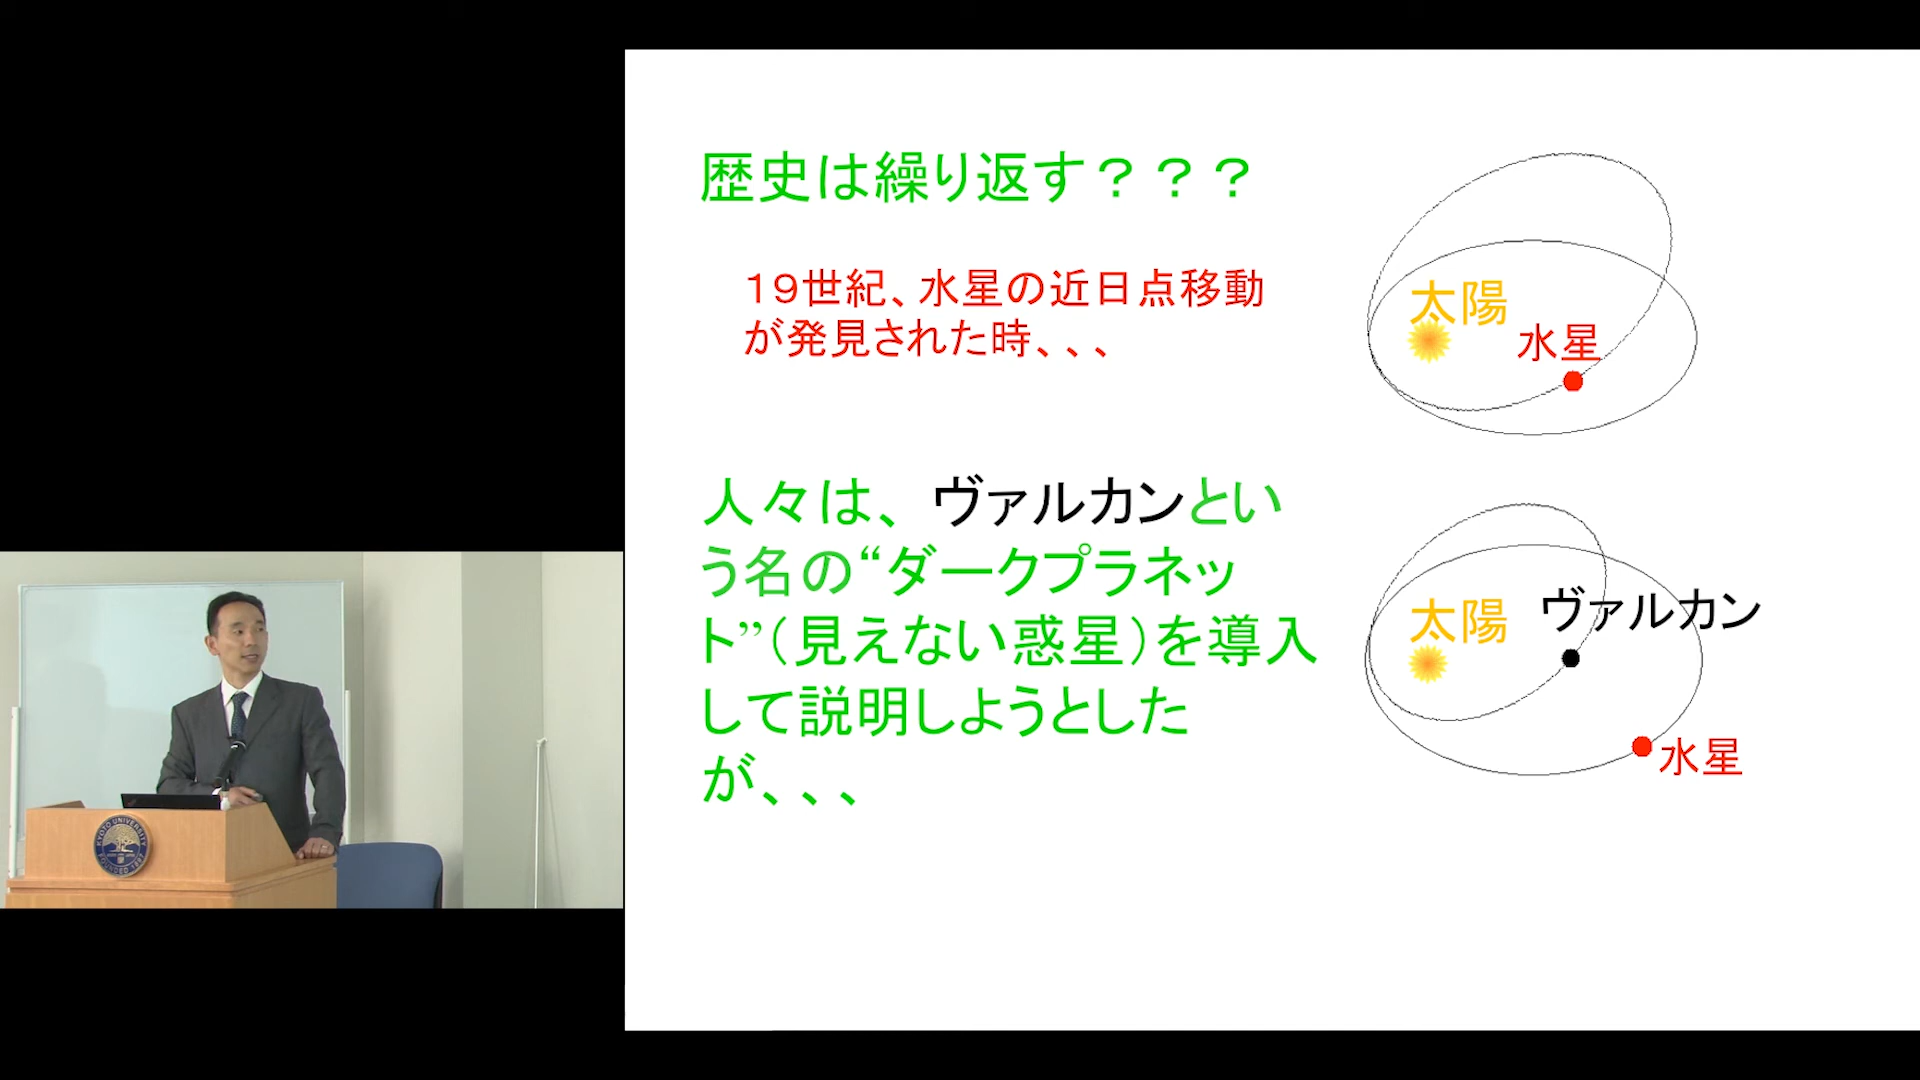 歴史は繰り返す？？？
１９世紀、水星の近日点移動
が発見された時、、、
人々は、ヴァルカンとい
う名の“ダークプラネッ
ト”（見えない惑星）を導入
して説明しようとした
が、、、
太陽
水星
太陽
ヴァルカン
水星
KYOTO UNIVERSITY
FOUNDED 1897